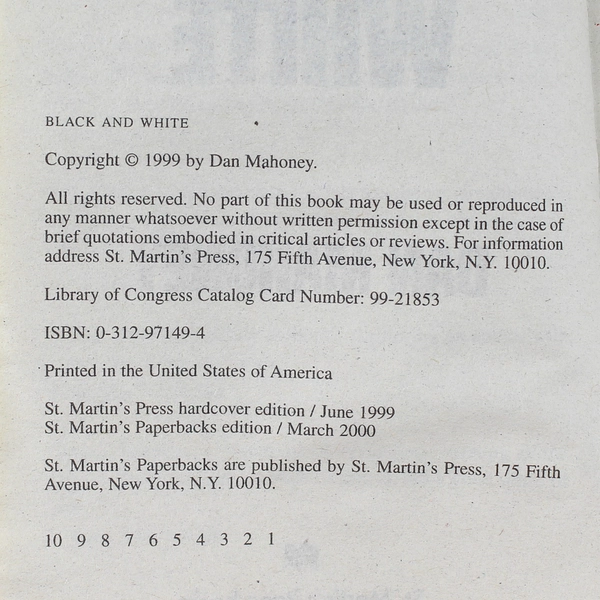 BLACK AND WHITE
Copyright © 1999 by Dan Mahoney.
All rights reserved. No part of this book may be used or reproduced in
any manner whatsoever without written permission except in the case of
brief quotations embodied in critical articles or reviews. For information
address St. Martin's Press, 175 Fifth Avenue, New York, N.Y. 10010.
Library of Congress Catalog Card Number: 99-21853
ISBN: 0-312-97149-4
Printed in the United States of America
St. Martin's Press hardcover edition / June 1999
St. Martin's Paperbacks edition / March 2000
St. Martin's Paperbacks are published by St. Martin's Press, 175 Fifth
Avenue, New York, N.Y. 10010.
10 9 8 7 6 5 4 3 2 1